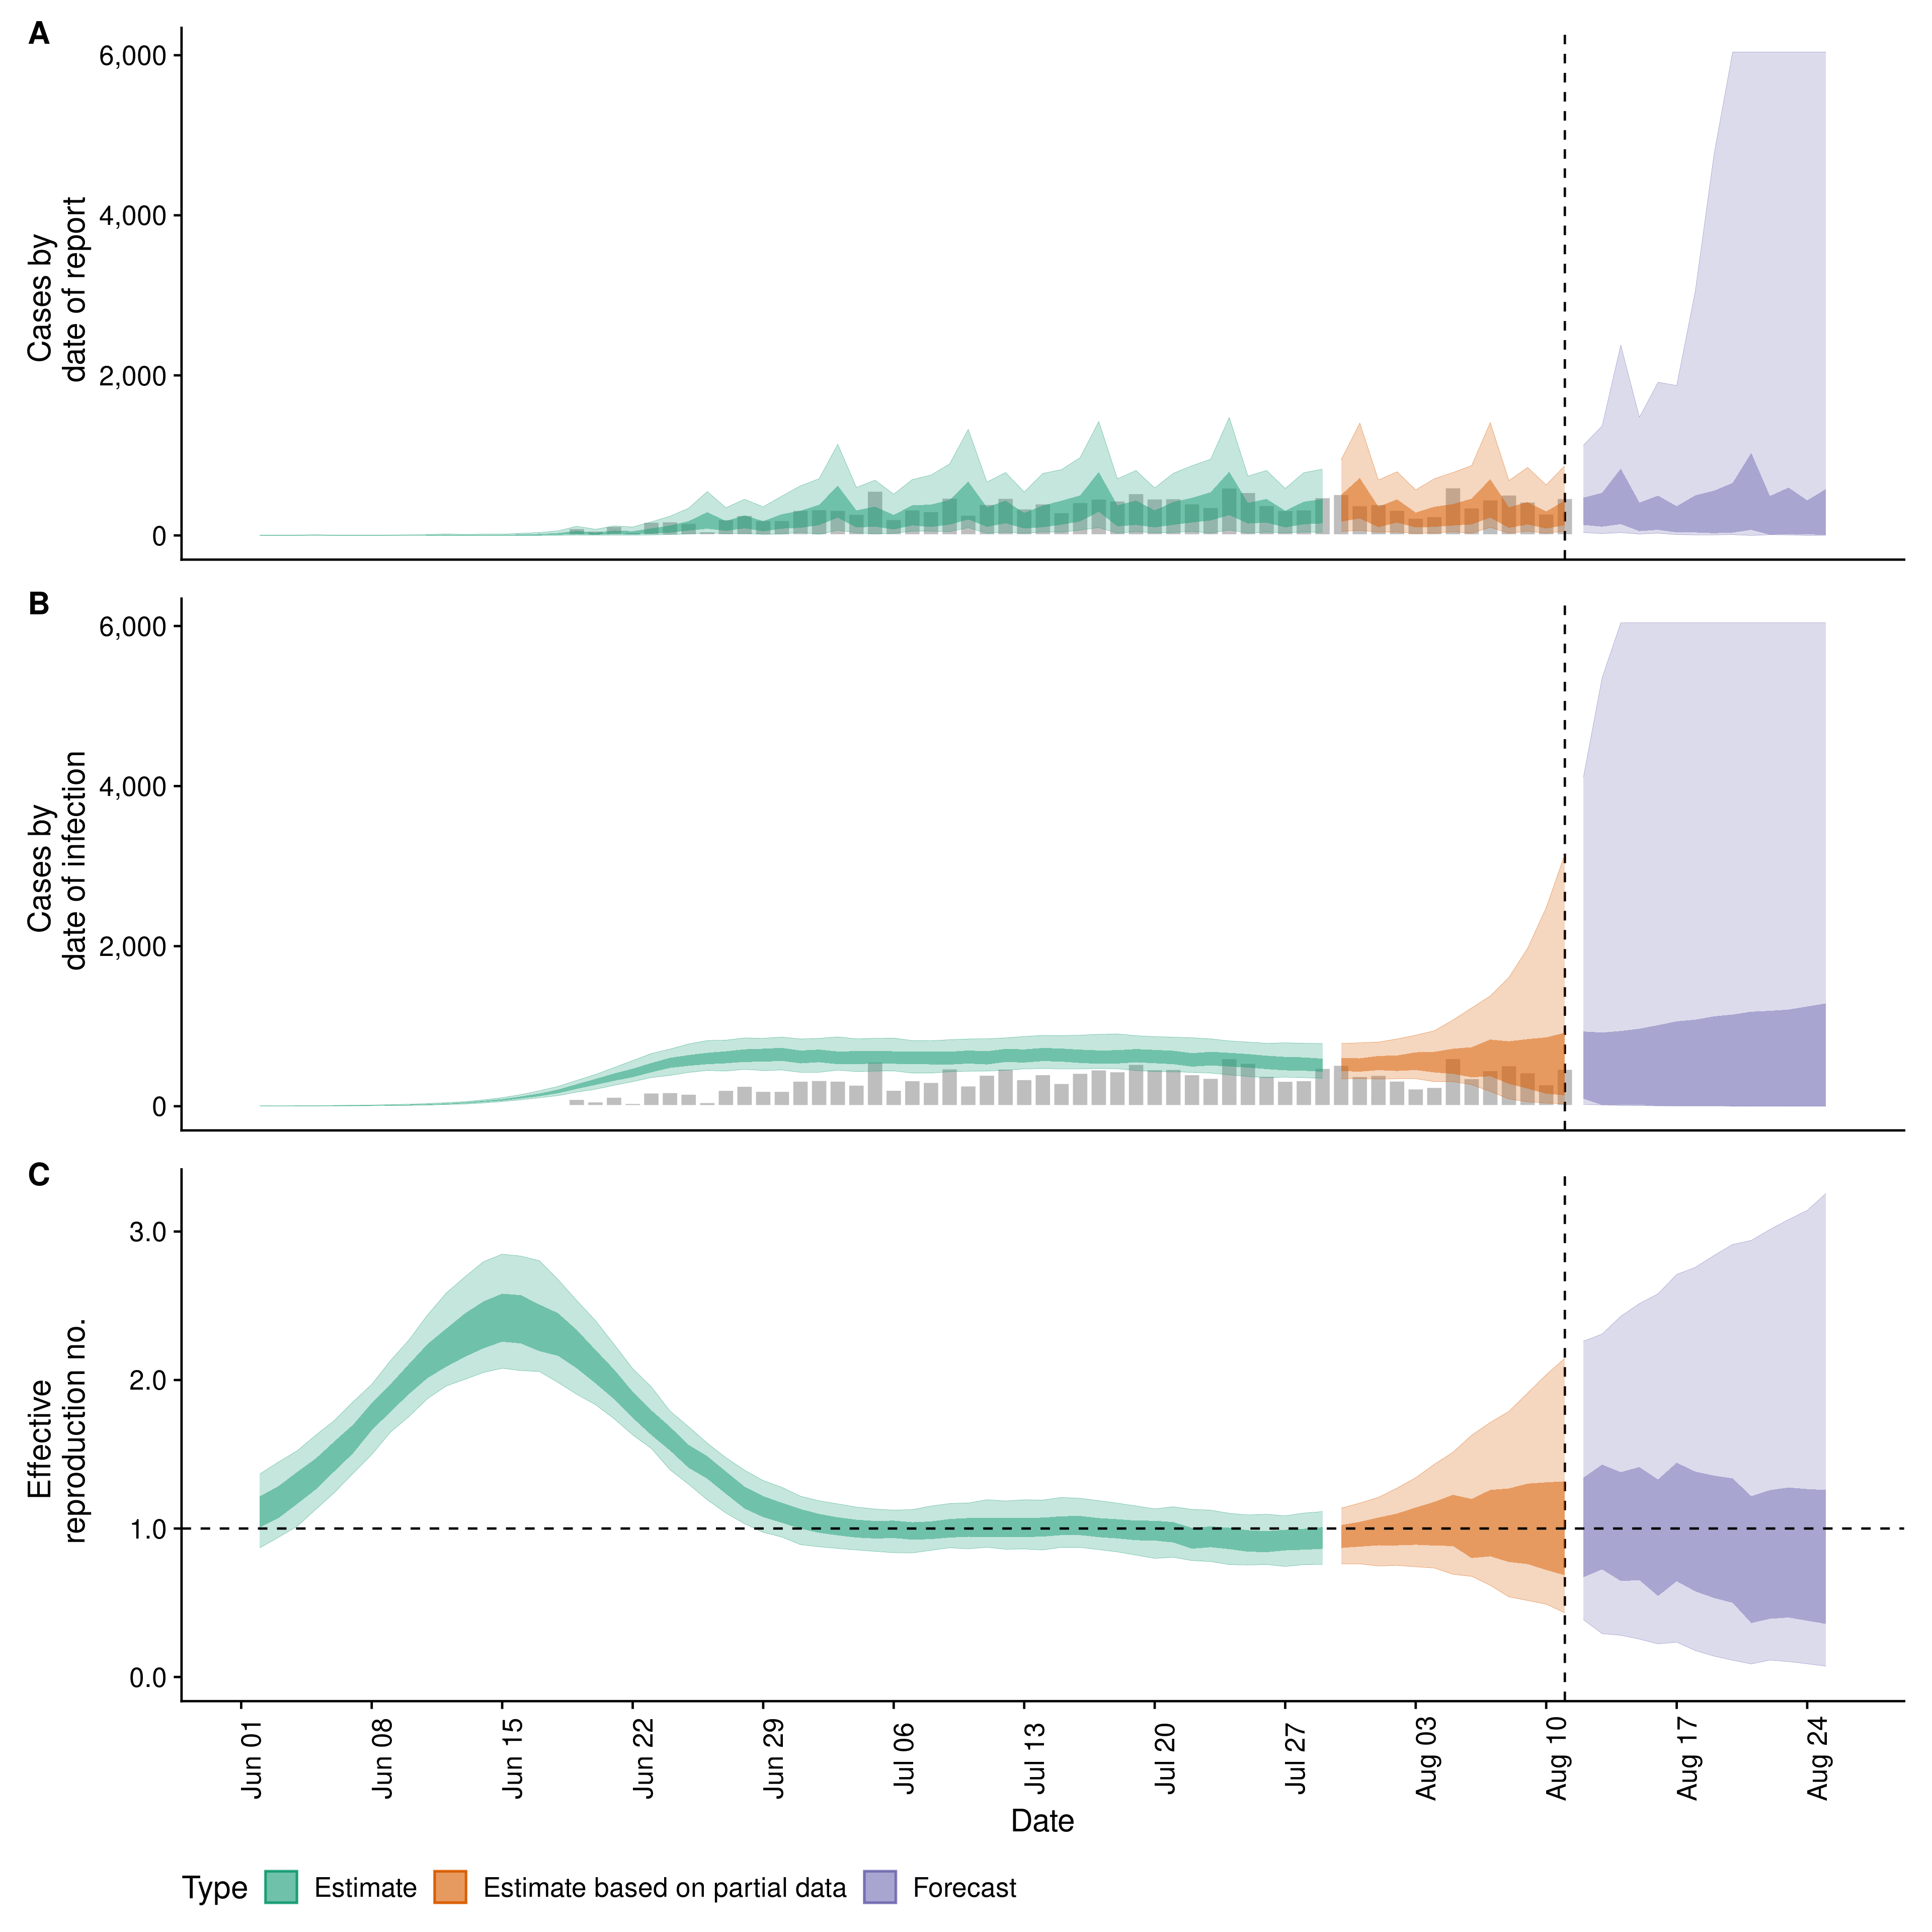 A
6,000
4,000
2,000
0
Cases by
date of report
B
6,000
4,000
2,000
0
Cases by
date of infection
C
3.0
2.0
1.0
0.0
Effective
reproduction no.
Jun 01
Jun 08
Jun 15
Jun 22
Jun 29
Jul 06
Jul 13
Jul 20
Jul 27
Aug 03
Aug 10
Aug 17
Aug 24
Date
Type Estimate Estimate based on partial data Forecast